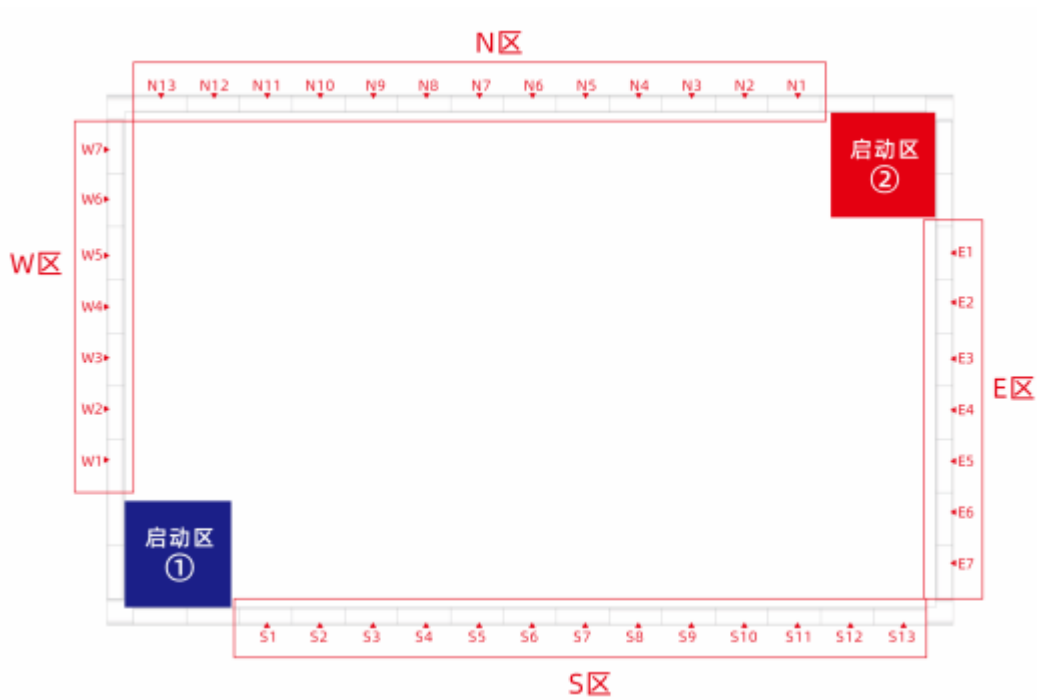 N区
N13 N12 N11 N10 N9 N8 N7 N6 N5 N4 N3 N2 N1
启动区
②
W7
W6
W5
W4
W3
W2
W1
W区
E1
E2
E3
E4
E5
E6
E7
E区
启动区
①
S1 S2 S3 S4 S5 S6 S7 S8 S9 S10 S11 S12 S13
S区